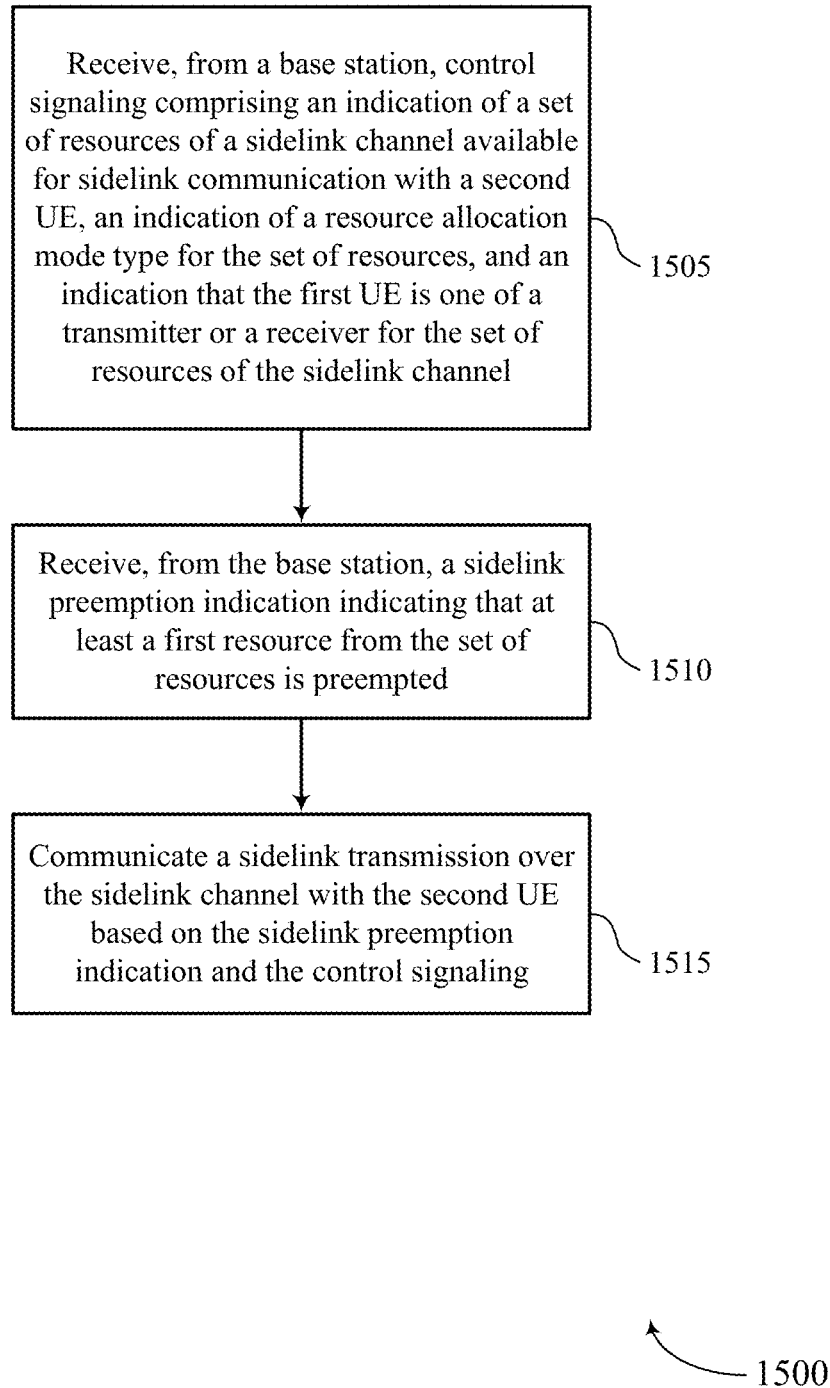 Receive, from a base station, control
signaling comprising an indication of a set
of resources of a sidelink channel available
for sidelink communication with a second
UE, an indication of a resource allocation
mode type for the set of resources, and an
indication that the first UE is one of a
transmitter or a receiver for the set of
resources of the sidelink channel
1505
Receive, from the base station, a sidelink
preemption indication indicating that at
least a first resource from the set of
resources is preempted
1510
Communicate a sidelink transmission over
the sidelink channel with the second UE
based on the sidelink preemption
indication and the control signaling
1515
1500